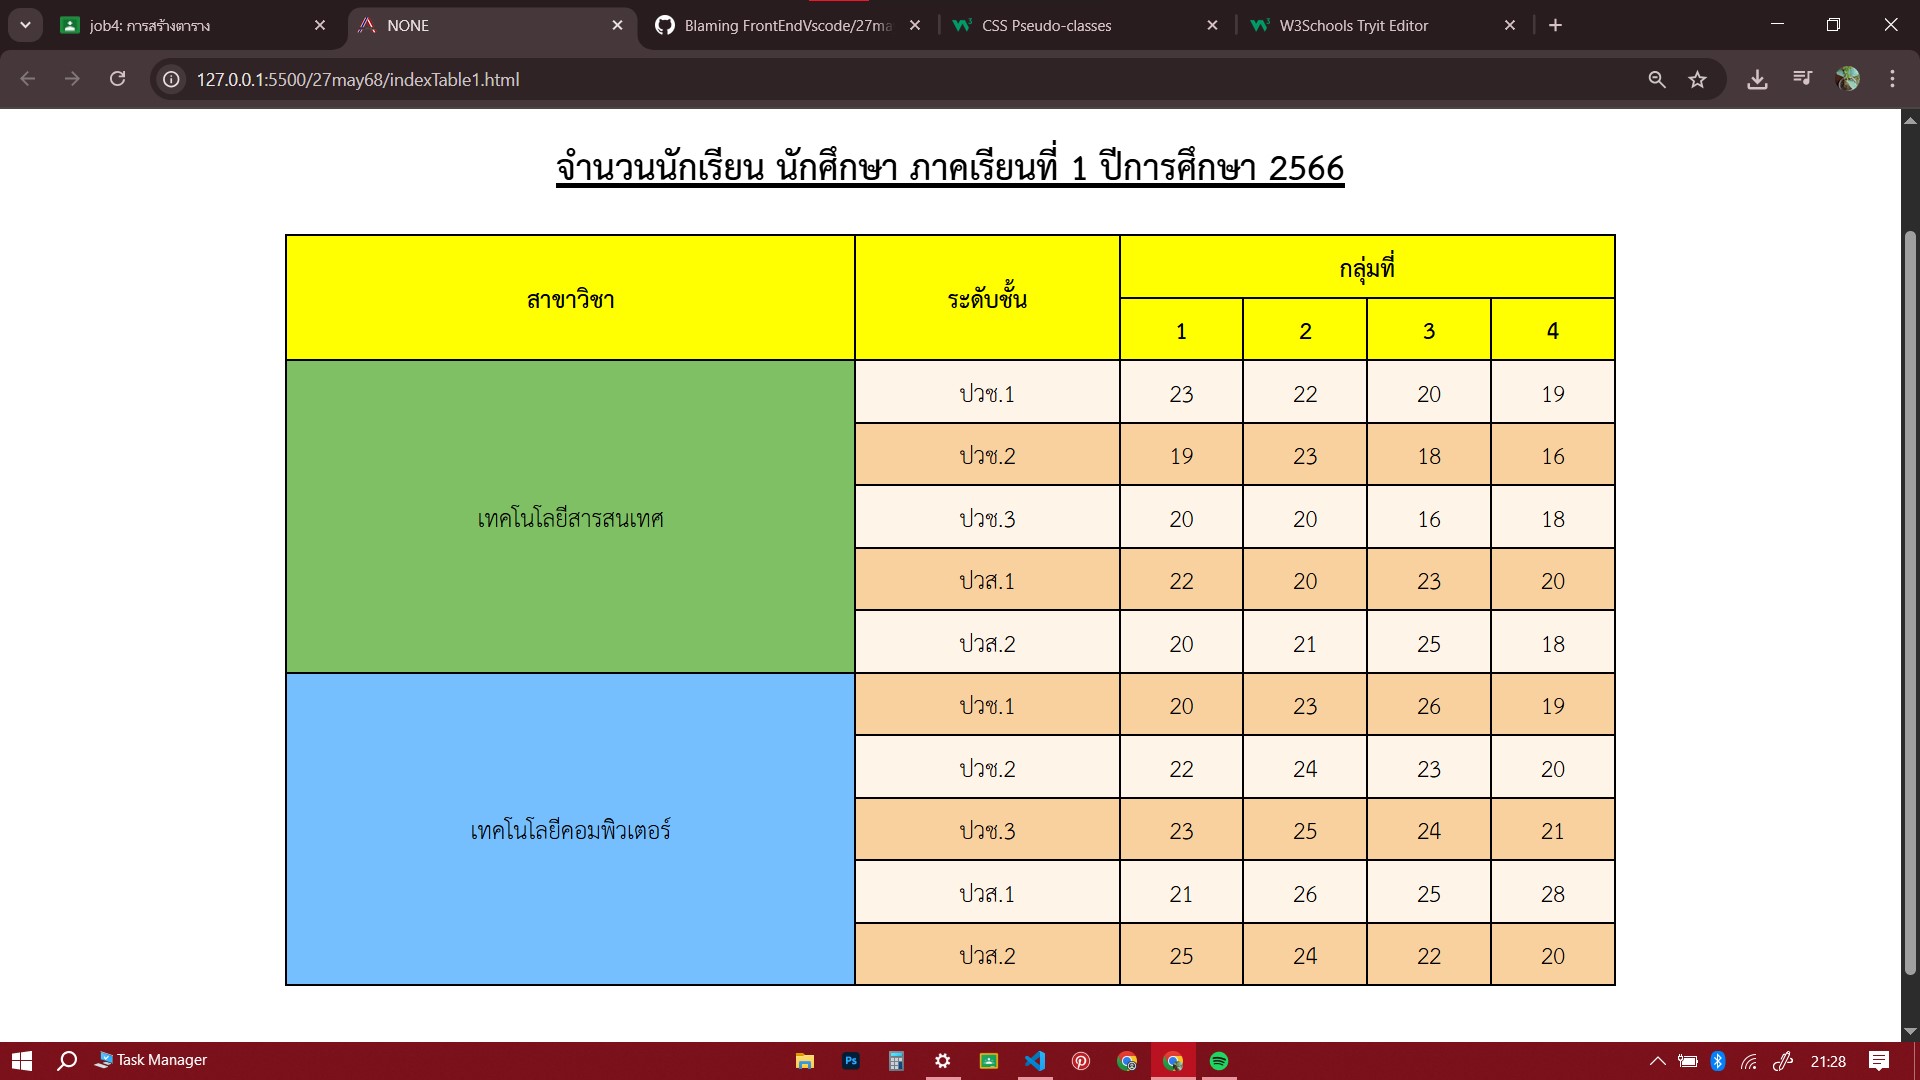 job4: การสร้างตาราง
NONE
Blaming FrontEndVscode/27ma
CSS Pseudo-classes
W3Schools Tryit Editor
127.0.0.1:5500/27may68/indexTable1.html
จำนวนนักเรียน นักศึกษา ภาคเรียนที่ 1 ปีการศึกษา 2566
สาขาวิชา ระดับชั้น กลุ่มที่
1 2 3 4
เทคโนโลยีสารสนเทศ
ปวช.1 23 22 20 19
ปวช.2 19 23 18 16
ปวช.3 20 20 16 18
ปวส.1 22 20 23 20
ปวส.2 20 21 25 18
เทคโนโลยีคอมพิวเตอร์
ปวช.1 20 23 26 19
ปวช.2 22 24 23 20
ปวช.3 23 25 24 21
ปวส.1 21 26 25 28
ปวส.2 25 24 22 20
Task Manager
Ps
21:28